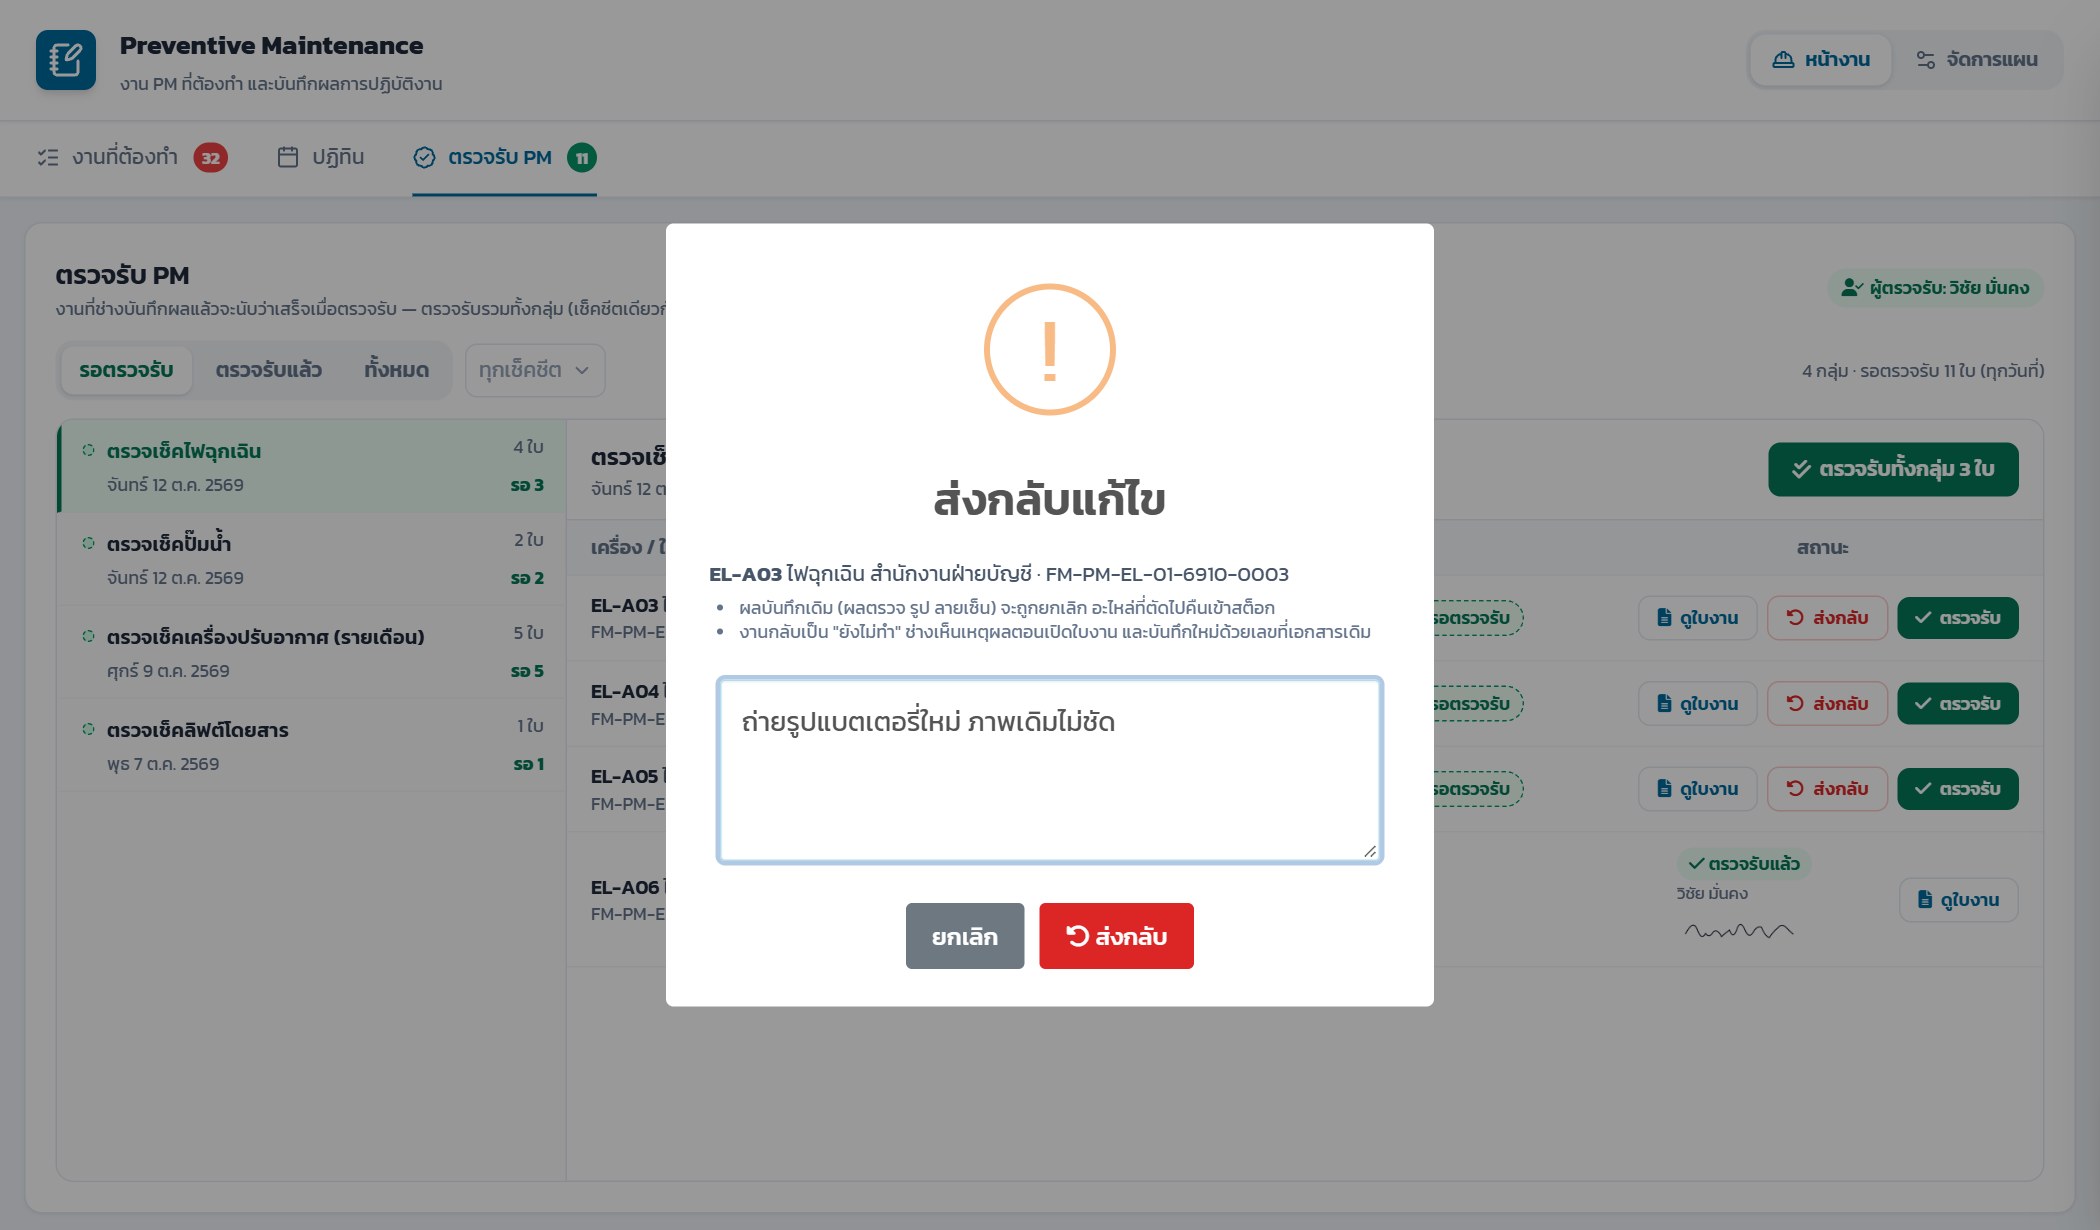 Preventive Maintenance
งาน PM ที่ต้องทำ และบันทึกผลการปฏิบัติงาน
หน้างาน
จัดการแผน
งานที่ต้องทำ 32
ปฏิทิน
ตรวจรับ PM 11
ตรวจรับ PM
งานที่ช่างบันทึกผลแล้วจะนับว่าเสร็จเมื่อตรวจรับ — ตรวจรับรวมทั้งกลุ่ม
ผู้ตรวจรับ: วิชัย มั่นคง
รอตรวจรับ
ตรวจรับแล้ว
ทั้งหมด
ทุกเช็คชีต
4 กลุ่ม · รอตรวจรับ 11 ใบ (ทุกวันที่)
ตรวจเช็คไฟฉุกเฉิน 4 ใบ
จันทร์ 12 ต.ค. 2569 รอ 3
ตรวจเช็คปั๊มน้ำ 2 ใบ
จันทร์ 12 ต.ค. 2569 รอ 2
ตรวจเช็คเครื่องปรับอากาศ (รายเดือน) 5 ใบ
ศุกร์ 9 ต.ค. 2569 รอ 5
ตรวจเช็คลิฟต์โดยสาร 1 ใบ
พุธ 7 ต.ค. 2569 รอ 1
จันทร์ 12
ตรวจรับทั้งกลุ่ม 3 ใบ
เครื่อง /
สถานะ
EL-A03
FM-PM-E
รอตรวจรับ
ดูใบงาน
ส่งกลับ
ตรวจรับ
EL-A04
FM-PM-E
รอตรวจรับ
ดูใบงาน
ส่งกลับ
ตรวจรับ
EL-A05
FM-PM-E
รอตรวจรับ
ดูใบงาน
ส่งกลับ
ตรวจรับ
EL-A06
FM-PM-E
ตรวจรับแล้ว
วิชัย มั่นคง
ดูใบงาน
!
ส่งกลับแก้ไข
EL-A03 ไฟฉุกเฉิน สำนักงานฝ่ายบัญชี · FM-PM-EL-01-6910-0003
• ผลบันทึกเดิม (ผลตรวจ รูป ลายเซ็น) จะถูกยกเลิก อะไหล่ที่ตัดไปคืนเข้าสต็อก
• งานกลับเป็น "ยังไม่ทำ" ช่างเห็นเหตุผลตอนเปิดใบงาน และบันทึกใหม่ด้วยเลขที่เอกสารเดิม
ถ่ายรูปแบตเตอรี่ใหม่ ภาพเดิมไม่ชัด
ยกเลิก
ส่งกลับ